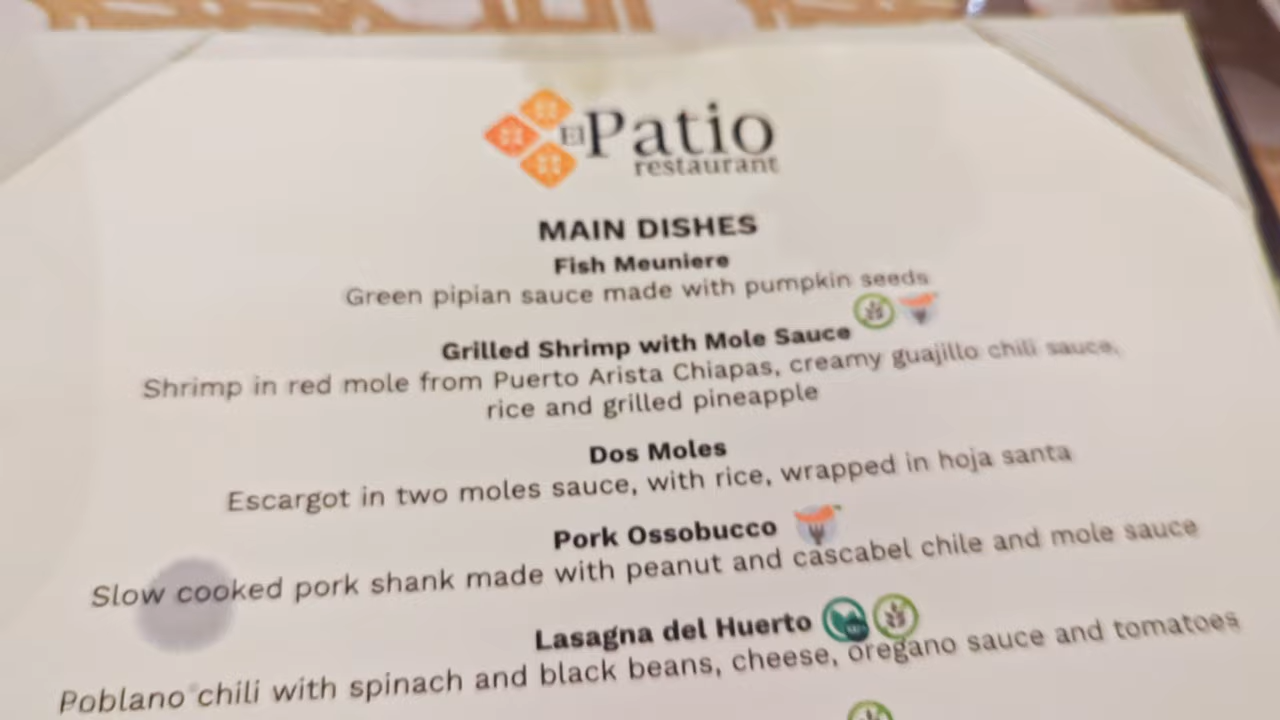 El Patio
restaurant
MAIN DISHES
Fish Meuniere
Green pipian sauce made with pumpkin seeds
Grilled Shrimp with Mole Sauce
Shrimp in red mole from Puerto Arista Chiapas, creamy guajillo chili sauce,
rice and grilled pineapple
Dos Moles
Escargot in two moles sauce, with rice, wrapped in hoja santa
Pork Ossobucco
Slow cooked pork shank made with peanut and cascabel chile and mole sauce
Lasagna del Huerto
Poblano chili with spinach and black beans, cheese, oregano sauce and tomatoes